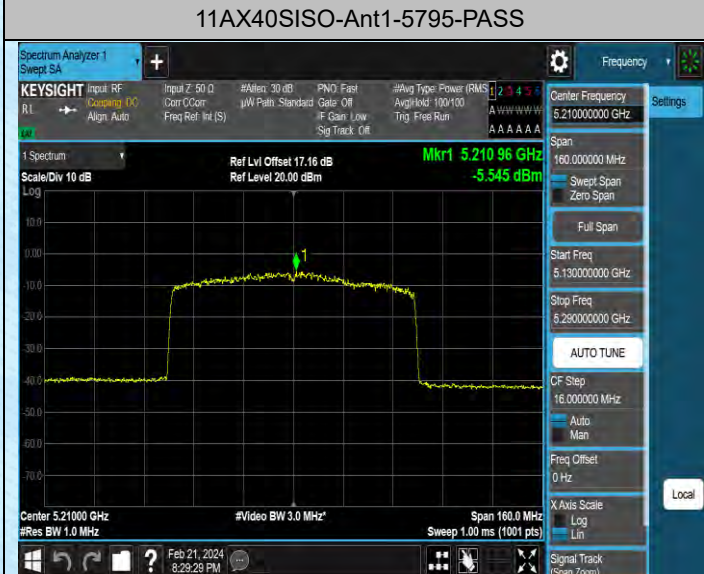 11AX40SISO-Ant1-5795-PASS
Spectrum Analyzer 1
Swept SA
+
Frequency
KEYSIGHT
RL
Input: RF
Coupling: DC
Align: Auto
Input Z: 50 Ω
Corr CCorr
Freq Ref: Int (S)
#Atten: 30 dB
µW Path: Standard
PNO: Fast
Gate: Off
IF Gain: Low
Sig Track: Off
#Avg Type: Power (RMS
Avg|Hold: 100/100
Trig: Free Run
1 2 3 4 5 6
A W W W W W
A A A A A A
1 Spectrum
Scale/Div 10 dB
Ref Lvl Offset 17.16 dB
Ref Level 20.00 dBm
Mkr1 5.210 96 GHz
-5.545 dBm
Log
10.0
0.00
-10.0
-20.0
-30.0
-40.0
-50.0
-60.0
-70.0
1
Center 5.21000 GHz
#Res BW 1.0 MHz
#Video BW 3.0 MHz*
Span 160.0 MHz
Sweep 1.00 ms (1001 pts)
Center Frequency
5.210000000 GHz
Settings
Span
160.000000 MHz
Swept Span
Zero Span
Full Span
Start Freq
5.130000000 GHz
Stop Freq
5.290000000 GHz
AUTO TUNE
CF Step
16.000000 MHz
Auto
Man
Freq Offset
0 Hz
X Axis Scale
Log
Lin
Local
Signal Track
(Span Zoom)
?
Feb 21, 2024
8:29:29 PM